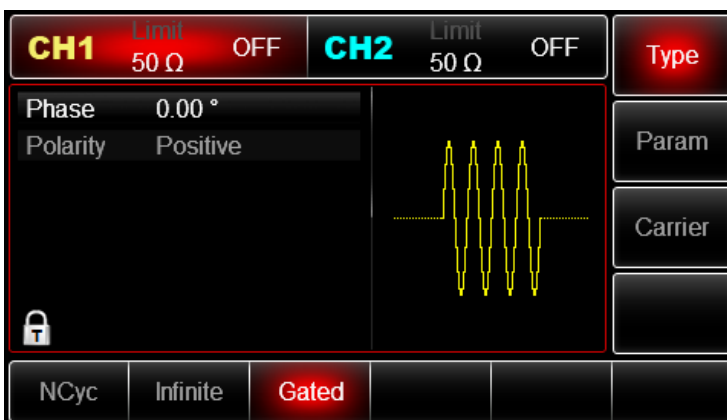 CH1 Limit 50 Ω OFF CH2 Limit 50 Ω OFF
Type
Phase 0.00 °
Polarity Positive
Param
Carrier
T
NCyc Infinite Gated